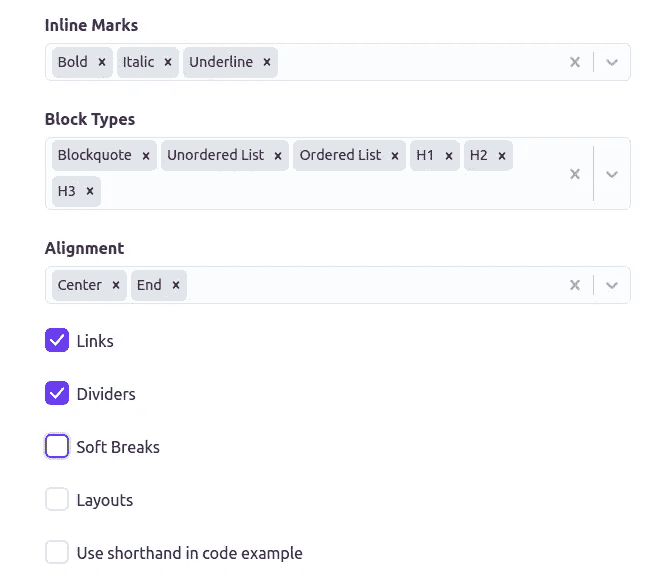 Inline Marks
Bold × Italic × Underline ×
Block Types
Blockquote × Unordered List × Ordered List × H1 × H2 ×
H3 ×
Alignment
Center × End ×
Links
Dividers
Soft Breaks
Layouts
Use shorthand in code example